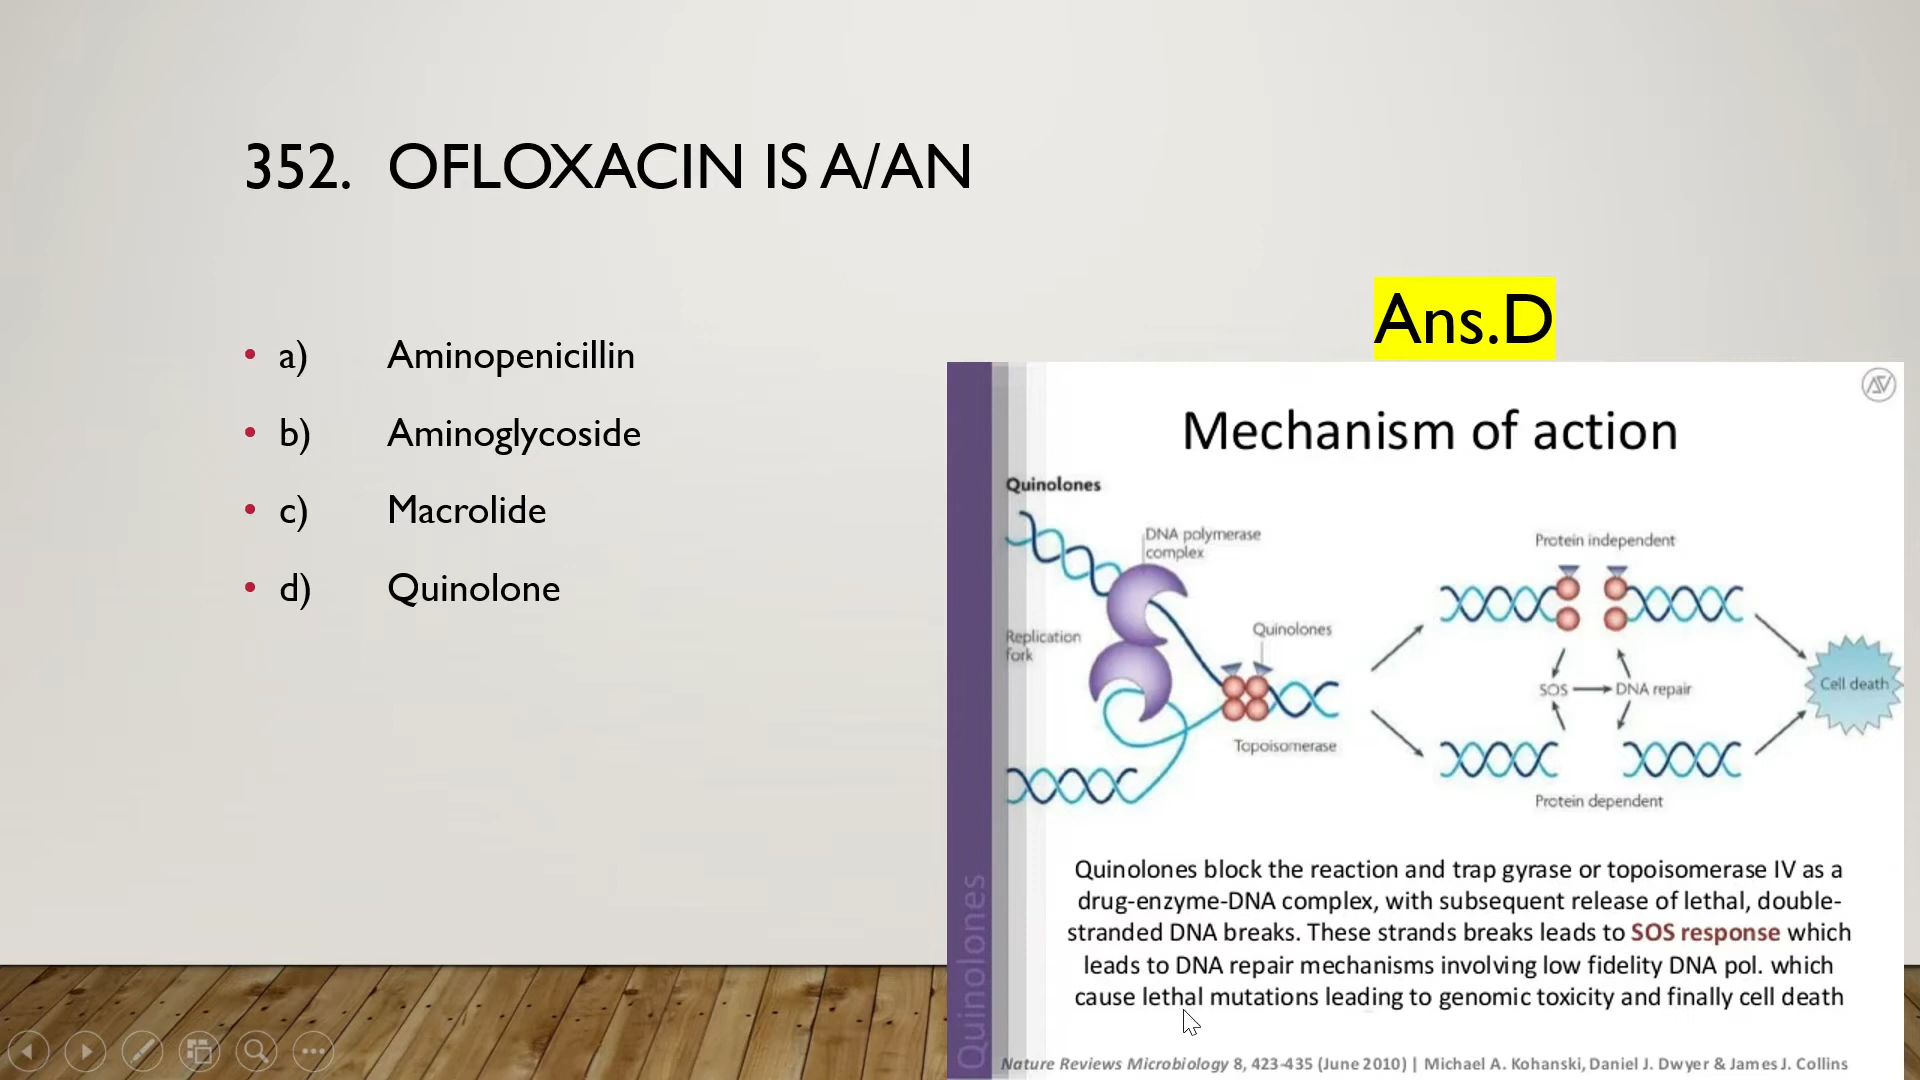 352. OFLOXACIN IS A/AN
• a) Aminopenicillin
• b) Aminoglycoside
• c) Macrolide
• d) Quinolone
Ans.D
Mechanism of action
Quinolones
DNA polymerase
complex
Replication
fork
Quinolones
Topoisomerase
Protein independent
SOS
DNA repair
Cell death
Protein dependent
Quinolones block the reaction and trap gyrase or topoisomerase IV as a
drug-enzyme-DNA complex, with subsequent release of lethal, double-
stranded DNA breaks. These strands breaks leads to SOS response which
leads to DNA repair mechanisms involving low fidelity DNA pol. which
cause lethal mutations leading to genomic toxicity and finally cell death
Quinolones
Nature Reviews Microbiology 8, 423-435 (June 2010) | Michael A. Kohanski, Daniel J. Dwyer & James J. Collins